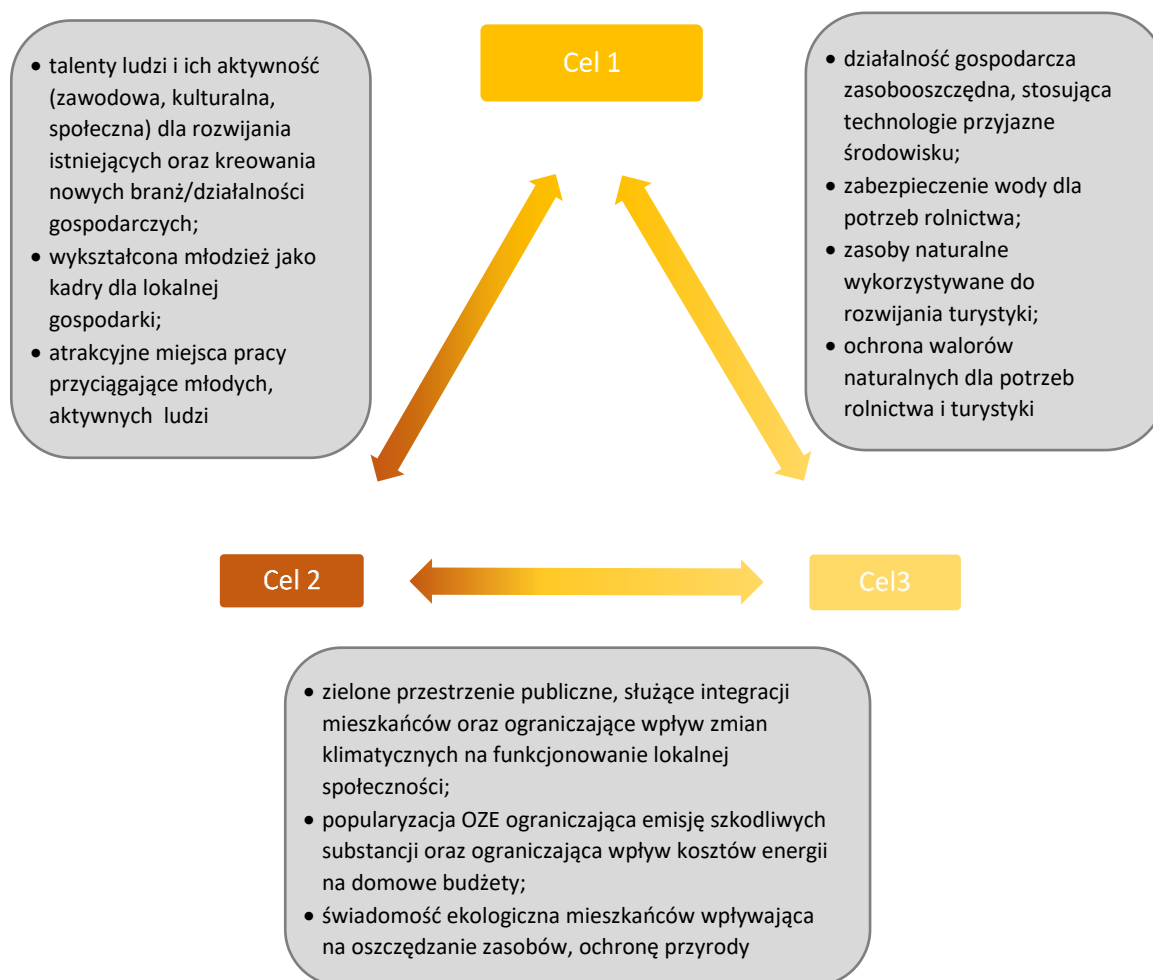 Cel 1
• talenty ludzi i ich aktywność
(zawodowa, kulturalna,
społeczna) dla rozwijania
istniejących oraz kreowania
nowych branż/działalności
gospodarczych;
• wykształcona młodzież jako
kadry dla lokalnej
gospodarki;
• atrakcyjne miejsca pracy
przyciągające młodych,
aktywnych ludzi
• działalność gospodarcza
zasobooszczędna, stosująca
technologie przyjazne
środowisku;
• zabezpieczenie wody dla
potrzeb rolnictwa;
• zasoby naturalne
wykorzystywane do
rozwijania turystyki;
• ochrona walorów
naturalnych dla potrzeb
rolnictwa i turystyki
Cel 2
Cel3
• zielone przestrzenie publiczne, służące integracji
mieszkańców oraz ograniczające wpływ zmian
klimatycznych na funkcjonowanie lokalnej
społeczności;
• popularyzacja OZE ograniczająca emisję szkodliwych
substancji oraz ograniczająca wpływ kosztów energii
na domowe budżety;
• świadomość ekologiczna mieszkańców wpływająca
na oszczędzanie zasobów, ochronę przyrody